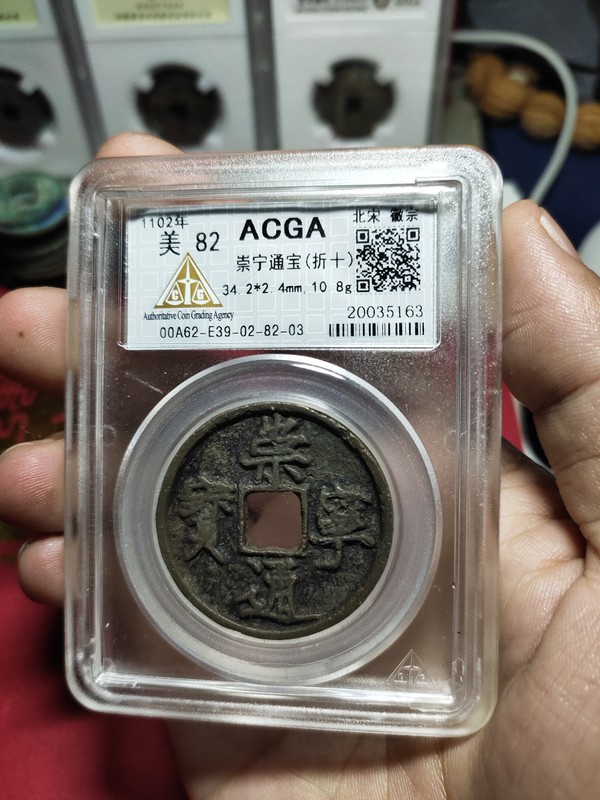 1102年
美 82
ACGA
北宋 徽宗
崇宁通宝(折十)
34.2*2.4mm, 10.8g
Authoritative Coin Grading Agency
20035163
00A62-E39-02-82-03
崇
寧
通
寳